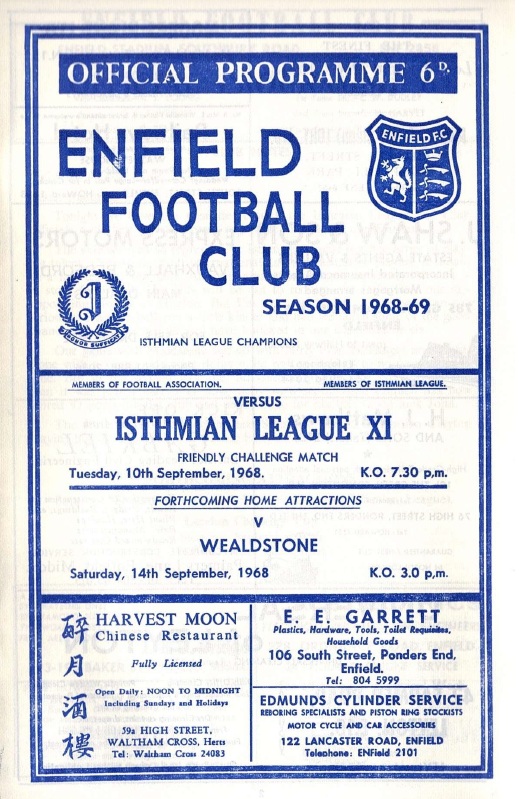 OFFICIAL PROGRAMME 6D.
ENFIELD
FOOTBALL
CLUB
ENFIELD F.C
SEASON 1968-69
I
HONOR SUFFICIT
ISTHMIAN LEAGUE CHAMPIONS
MEMBERS OF FOOTBALL ASSOCIATION. MEMBERS OF ISTHMIAN LEAGUE.
VERSUS
ISTHMIAN LEAGUE XI
FRIENDLY CHALLENGE MATCH
Tuesday, 10th September, 1968. K.O. 7.30 p.m.
FORTHCOMING HOME ATTRACTIONS
V
WEALDSTONE
Saturday, 14th September, 1968 K.O. 3.0 p.m.
醉月酒樓
HARVEST MOON
Chinese Restaurant
Fully Licensed
Open Daily: NOON TO MIDNIGHT
Including Sundays and Holidays
59a HIGH STREET,
WALTHAM CROSS, Herts
Tel: Waltham Cross 24083
E. E. GARRETT
Plastics, Hardware, Tools, Toilet Requisites,
Household Goods
106 South Street, Ponders End,
Enfield.
Tel: 804 5999
EDMUNDS CYLINDER SERVICE
REBORING SPECIALISTS AND PISTON RING STOCKISTS
MOTOR CYCLE AND CAR ACCESSORIES
122 LANCASTER ROAD, ENFIELD
Telephone: ENField 2101